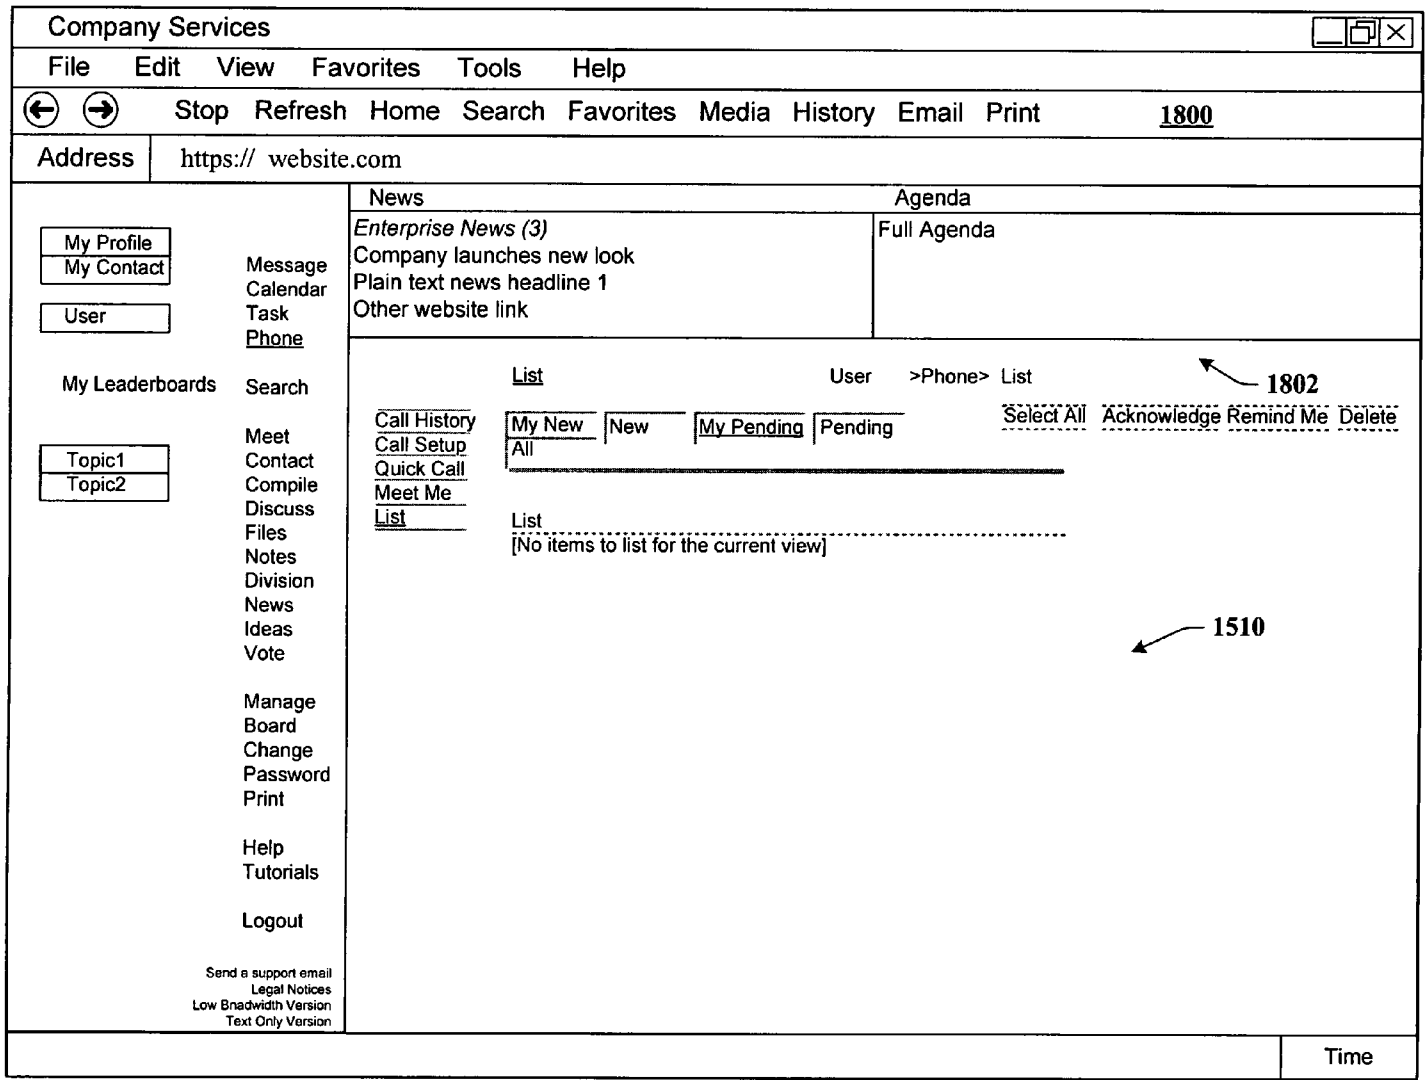 Company Services
File Edit View Favorites Tools Help
Stop Refresh Home Search Favorites Media History Email Print 1800
Address https:// website.com
My Profile
My Contact
User
My Leaderboards
Topic1
Topic2
Message
Calendar
Task
Phone
Search
Meet
Contact
Compile
Discuss
Files
Notes
Division
News
Ideas
Vote
Manage
Board
Change
Password
Print
Help
Tutorials
Logout
Send a support email
Legal Notices
Low Bnadwidth Version
Text Only Version
News
Enterprise News (3)
Company launches new look
Plain text news headline 1
Other website link
Agenda
Full Agenda
List User >Phone> List
1802
Call History
Call Setup
Quick Call
Meet Me
List
My New New My Pending Pending
All
Select All Acknowledge Remind Me Delete
List
[No items to list for the current view]
1510
Time